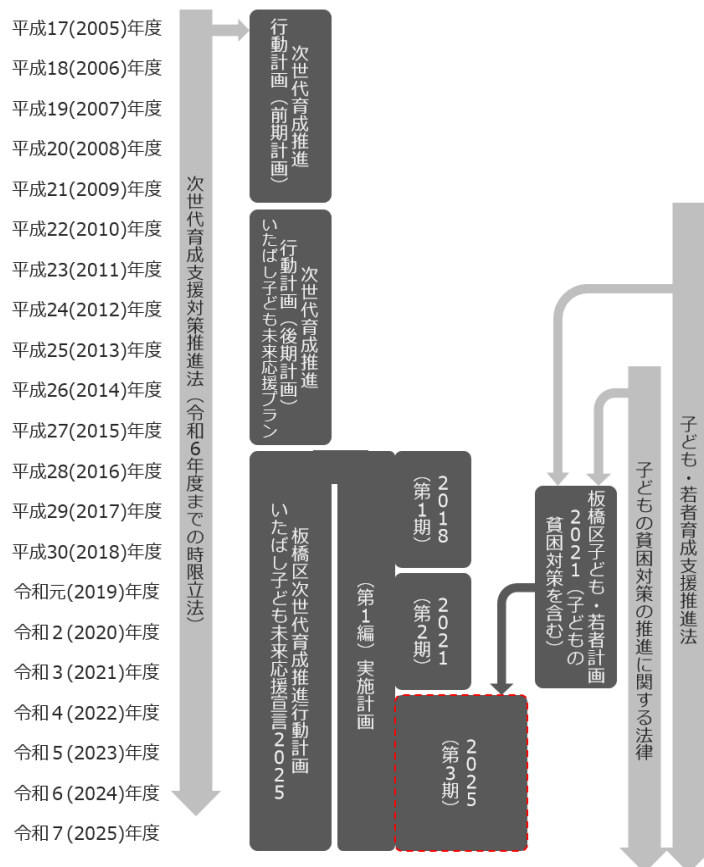 平成17(2005)年度
平成18(2006)年度
平成19(2007)年度
平成20(2008)年度
平成21(2009)年度
平成22(2010)年度
平成23(2011)年度
平成24(2012)年度
平成25(2013)年度
平成26(2014)年度
平成27(2015)年度
平成28(2016)年度
平成29(2017)年度
平成30(2018)年度
令和元(2019)年度
令和2(2020)年度
令和3(2021)年度
令和4(2022)年度
令和5(2023)年度
令和6(2024)年度
令和7(2025)年度
次世代育成支援対策推進法(令和6年度までの時限立法)
次世代育成推進
行動計画(前期計画)
次世代育成推進
行動計画(後期計画)
いたばし子ども未来応援プラン
板橋区次世代育成推進行動計画
いたばし子ども未来応援宣言2025
(第1編)実施計画
2018
(第1期)
2021
(第2期)
2025
(第3期)
板橋区子ども・若者計画
2021(子どもの
貧困対策を含む)
子どもの貧困対策の推進に関する法律
子ども・若者育成支援推進法